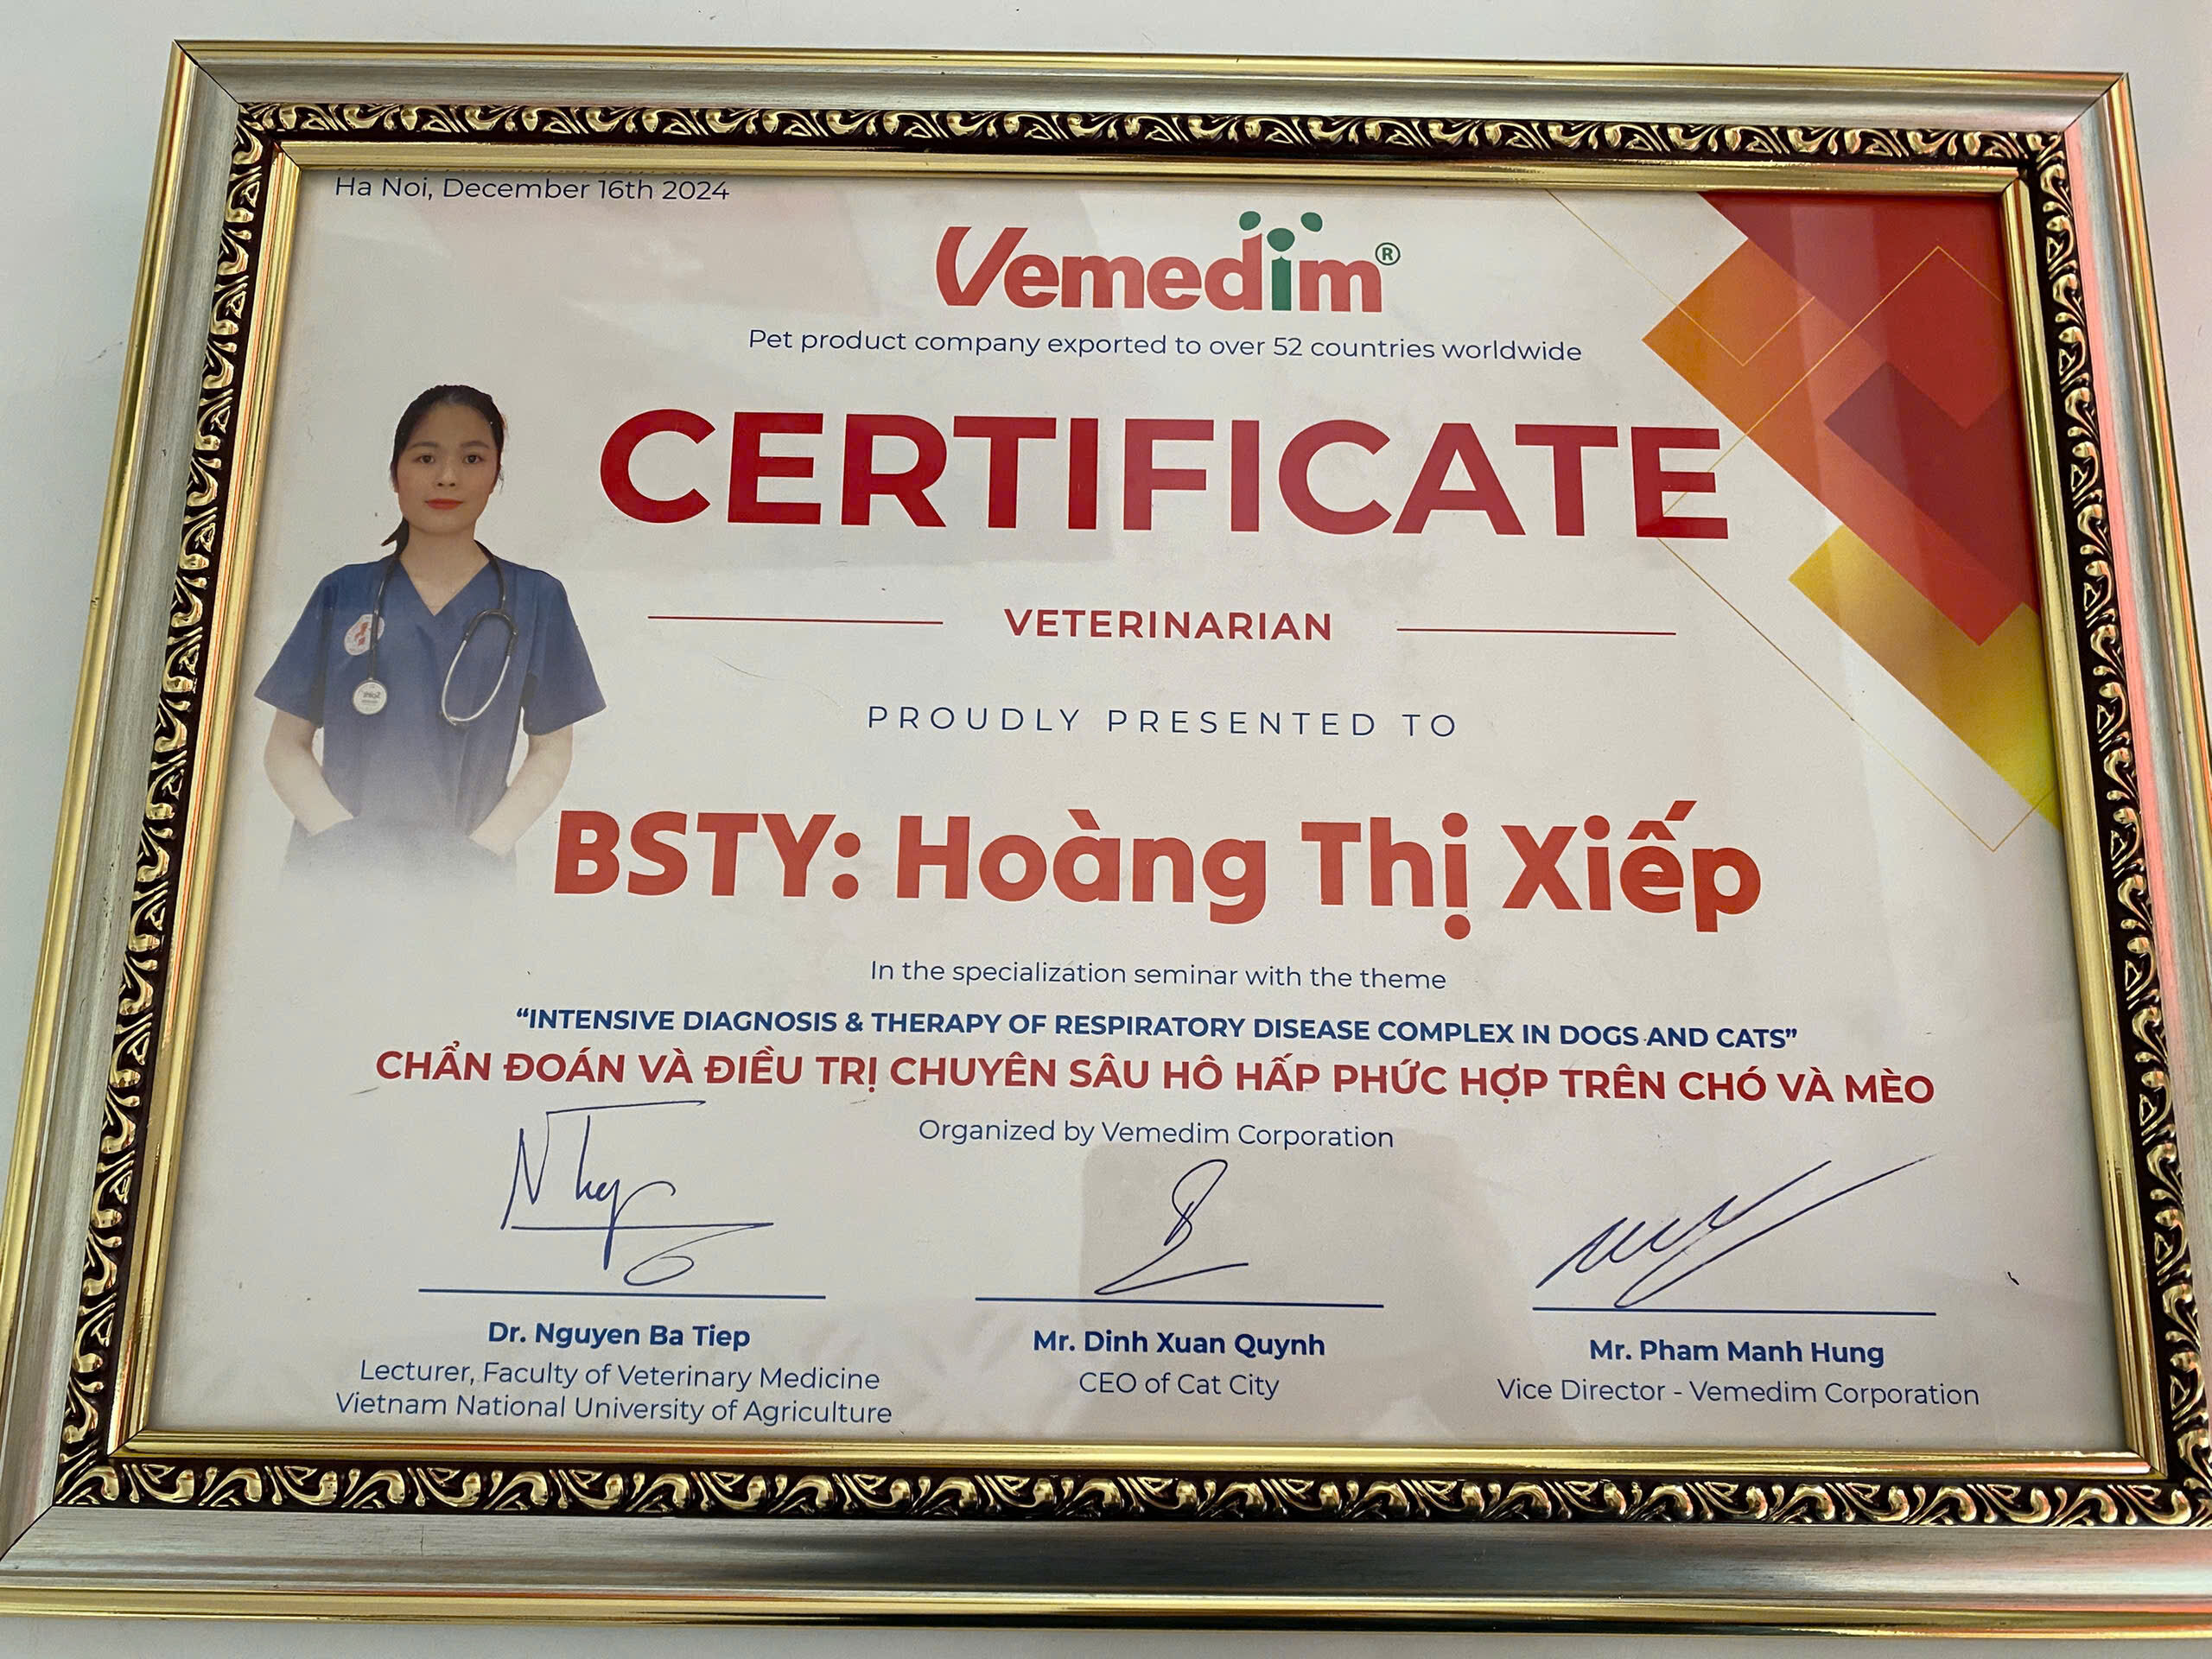 Ha Noi, December 16th 2024
Vemedim®
Pet product company exported to over 52 countries worldwide
CERTIFICATE
VETERINARIAN
PROUDLY PRESENTED TO
BSTY: Hoàng Thị Xiếp
In the specialization seminar with the theme
“INTENSIVE DIAGNOSIS & THERAPY OF RESPIRATORY DISEASE COMPLEX IN DOGS AND CATS”
CHẨN ĐOÁN VÀ ĐIỀU TRỊ CHUYÊN SÂU HÔ HẤP PHỨC HỢP TRÊN CHÓ VÀ MÈO
Organized by Vemedim Corporation
Dr. Nguyen Ba Tiep
Lecturer, Faculty of Veterinary Medicine
Vietnam National University of Agriculture
Mr. Dinh Xuan Quynh
CEO of Cat City
Mr. Pham Manh Hung
Vice Director - Vemedim Corporation